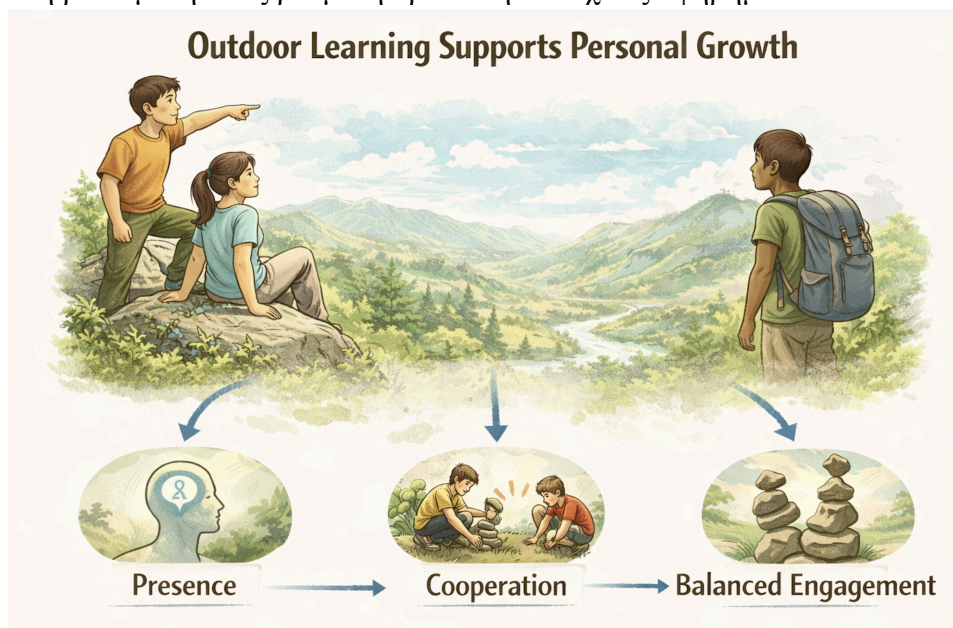 Outdoor Learning Supports Personal Growth
Presence
Cooperation
Balanced Engagement